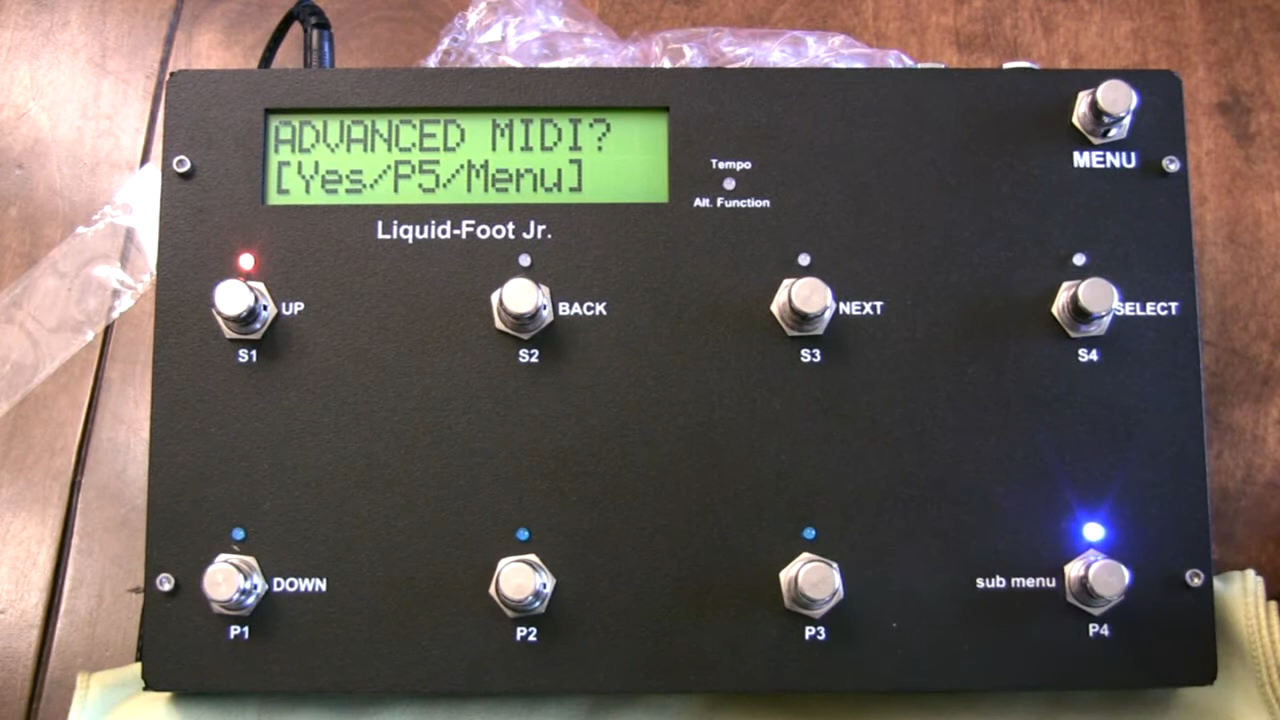 ADVANCED MIDI?
[Yes/P5/Menu]
Liquid-Foot Jr.
Tempo
Alt. Function
MENU
UP
BACK
NEXT
SELECT
S1
S2
S3
S4
DOWN
sub menu
P1
P2
P3
P4